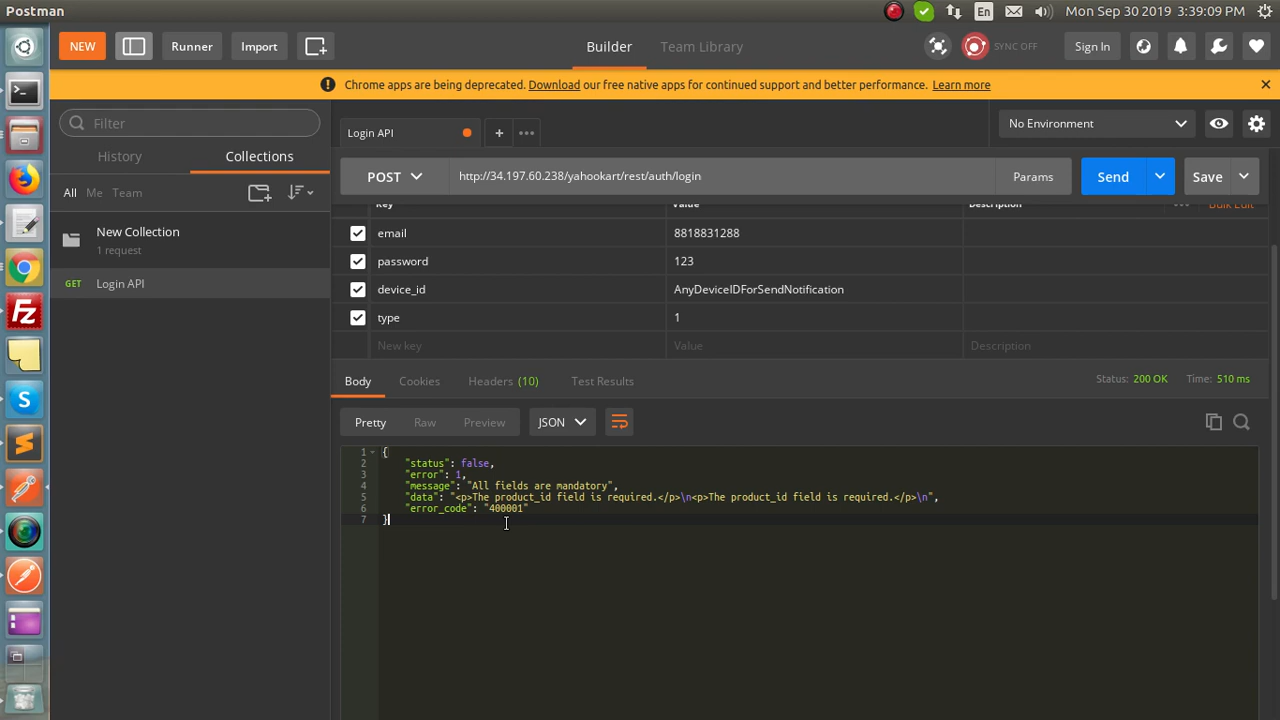 Postman
En
Mon Sep 30 2019 3:39:09 PM
NEW
Runner
Import
Builder
Team Library
SYNC OFF
Sign In
Chrome apps are being deprecated. Download our free native apps for continued support and better performance. Learn more
Filter
History
Collections
All Me Team
New Collection
1 request
GET Login API
Login API
No Environment
POST
http://34.197.60.238/yahookart/rest/auth/login
Params
Send
Save
Key Value Description Bulk Edit
email 8818831288
password 123
device_id AnyDeviceIDForSendNotification
type 1
New key Value Description
Body Cookies Headers (10) Test Results
Status: 200 OK Time: 510 ms
Pretty Raw Preview JSON
1 {
2 "status": false,
3 "error": 1,
4 "message": "All fields are mandatory",
5 "data": "<p>The product_id field is required.</p>\n<p>The product_id field is required.</p>\n",
6 "error_code": "400001"
7 }